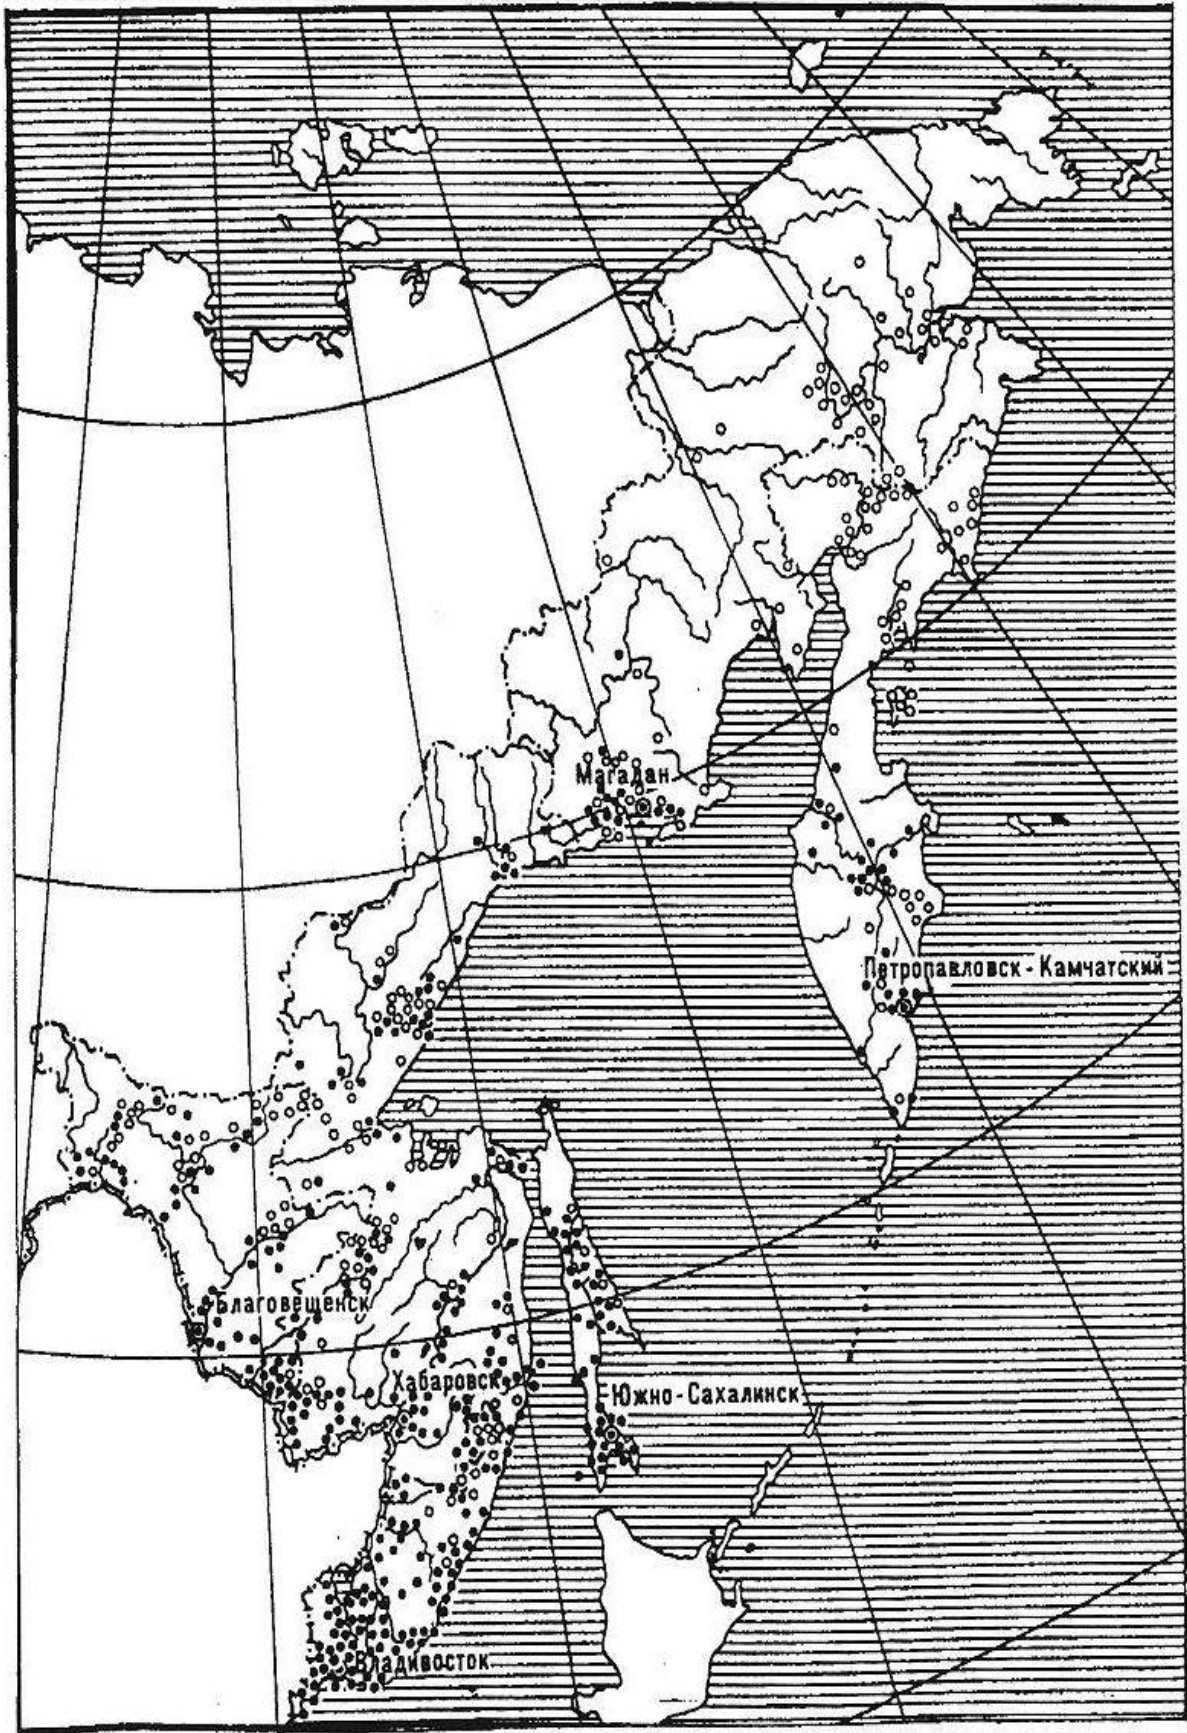 Магадан
Петропавловск-Камчатский
Благовещенск
Хабаровск
Южно-Сахалинск
Владивосток